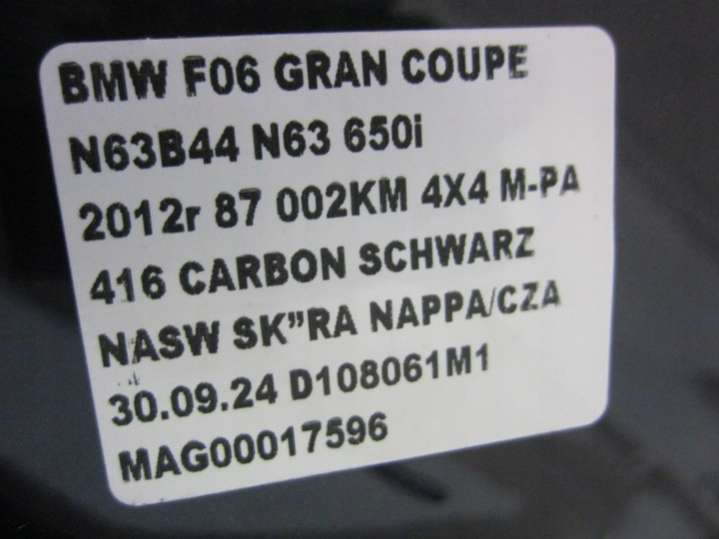 BMW F06 GRAN COUPE
N63B44 N63 650i
2012r 87 002KM 4X4 M-PA
416 CARBON SCHWARZ
NASW SK”RA NAPPA/CZA
30.09.24 D108061M1
MAG00017596